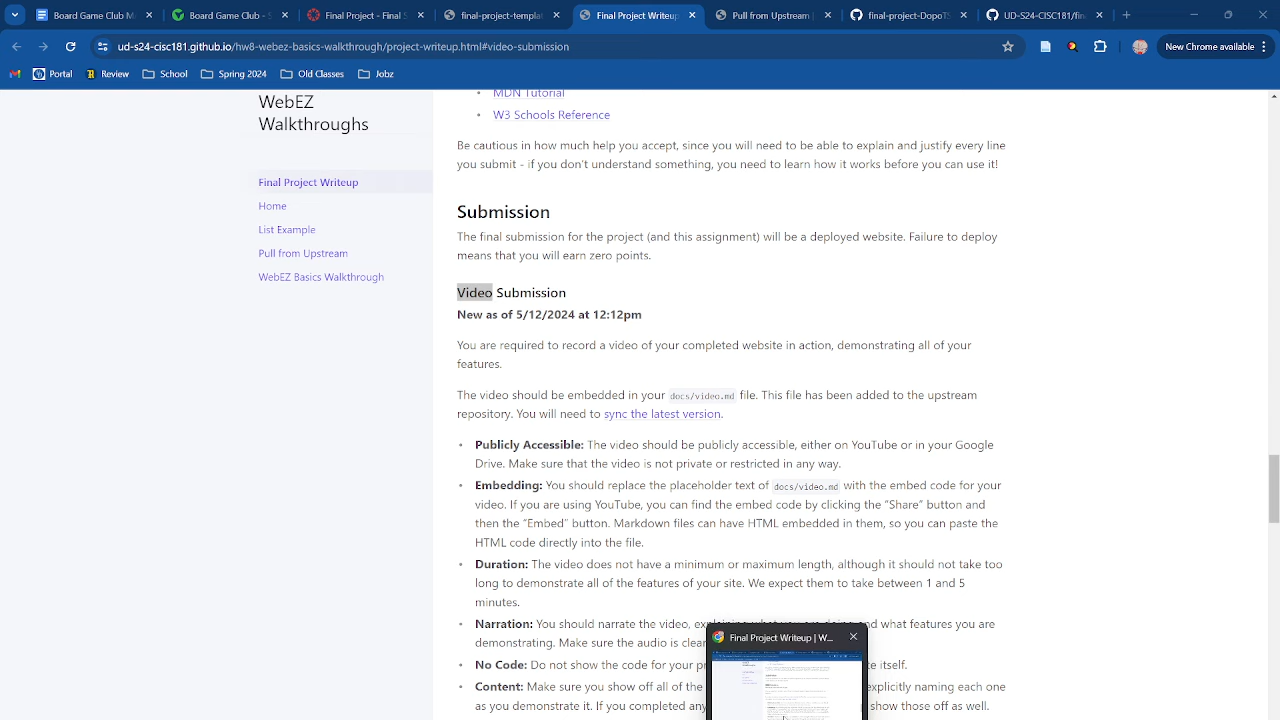 Board Game Club M
Board Game Club - S
Final Project - Final S
final-project-templat
Final Project Writeup
Pull from Upstream |
final-project-DopoTS
UD-S24-CISC181/fin
ud-s24-cisc181.github.io/hw8-webez-basics-walkthrough/project-writeup.html#video-submission
New Chrome available
Portal
Review
School
Spring 2024
Old Classes
Jobz
WebEZ
Walkthroughs
Final Project Writeup
Home
List Example
Pull from Upstream
WebEZ Basics Walkthrough
MDN Tutorial
W3 Schools Reference
Be cautious in how much help you accept, since you will need to be able to explain and justify every line
you submit - if you don't understand something, you need to learn how it works before you can use it!
Submission
The final submission for the project (and this assignment) will be a deployed website. Failure to deploy
means that you will earn zero points.
Video Submission
New as of 5/12/2024 at 12:12pm
You are required to record a video of your completed website in action, demonstrating all of your
features.
The video should be embedded in your docs/video.md file. This file has been added to the upstream
repository. You will need to sync the latest version.
Publicly Accessible: The video should be publicly accessible, either on YouTube or in your Google
Drive. Make sure that the video is not private or restricted in any way.
Embedding: You should replace the placeholder text of docs/video.md with the embed code for your
video. If you are using YouTube, you can find the embed code by clicking the “Share” button and
then the “Embed” button. Markdown files can have HTML embedded in them, so you can paste the
HTML code directly into the file.
Duration: The video does not have a minimum or maximum length, although it should not take too
long to demonstrate all of the features of your site. We expect them to take between 1 and 5
minutes.
Narration: You should narrate the video, explaining what you are doing and what features you are
demonstrating. Make sure the audio is clear
Code: Do not show the code of your pr te itself.
Content: Make sure to show off all of you plicitly name each one
as you demonstrate it. If you completed a y those
Final Project Writeup | W...